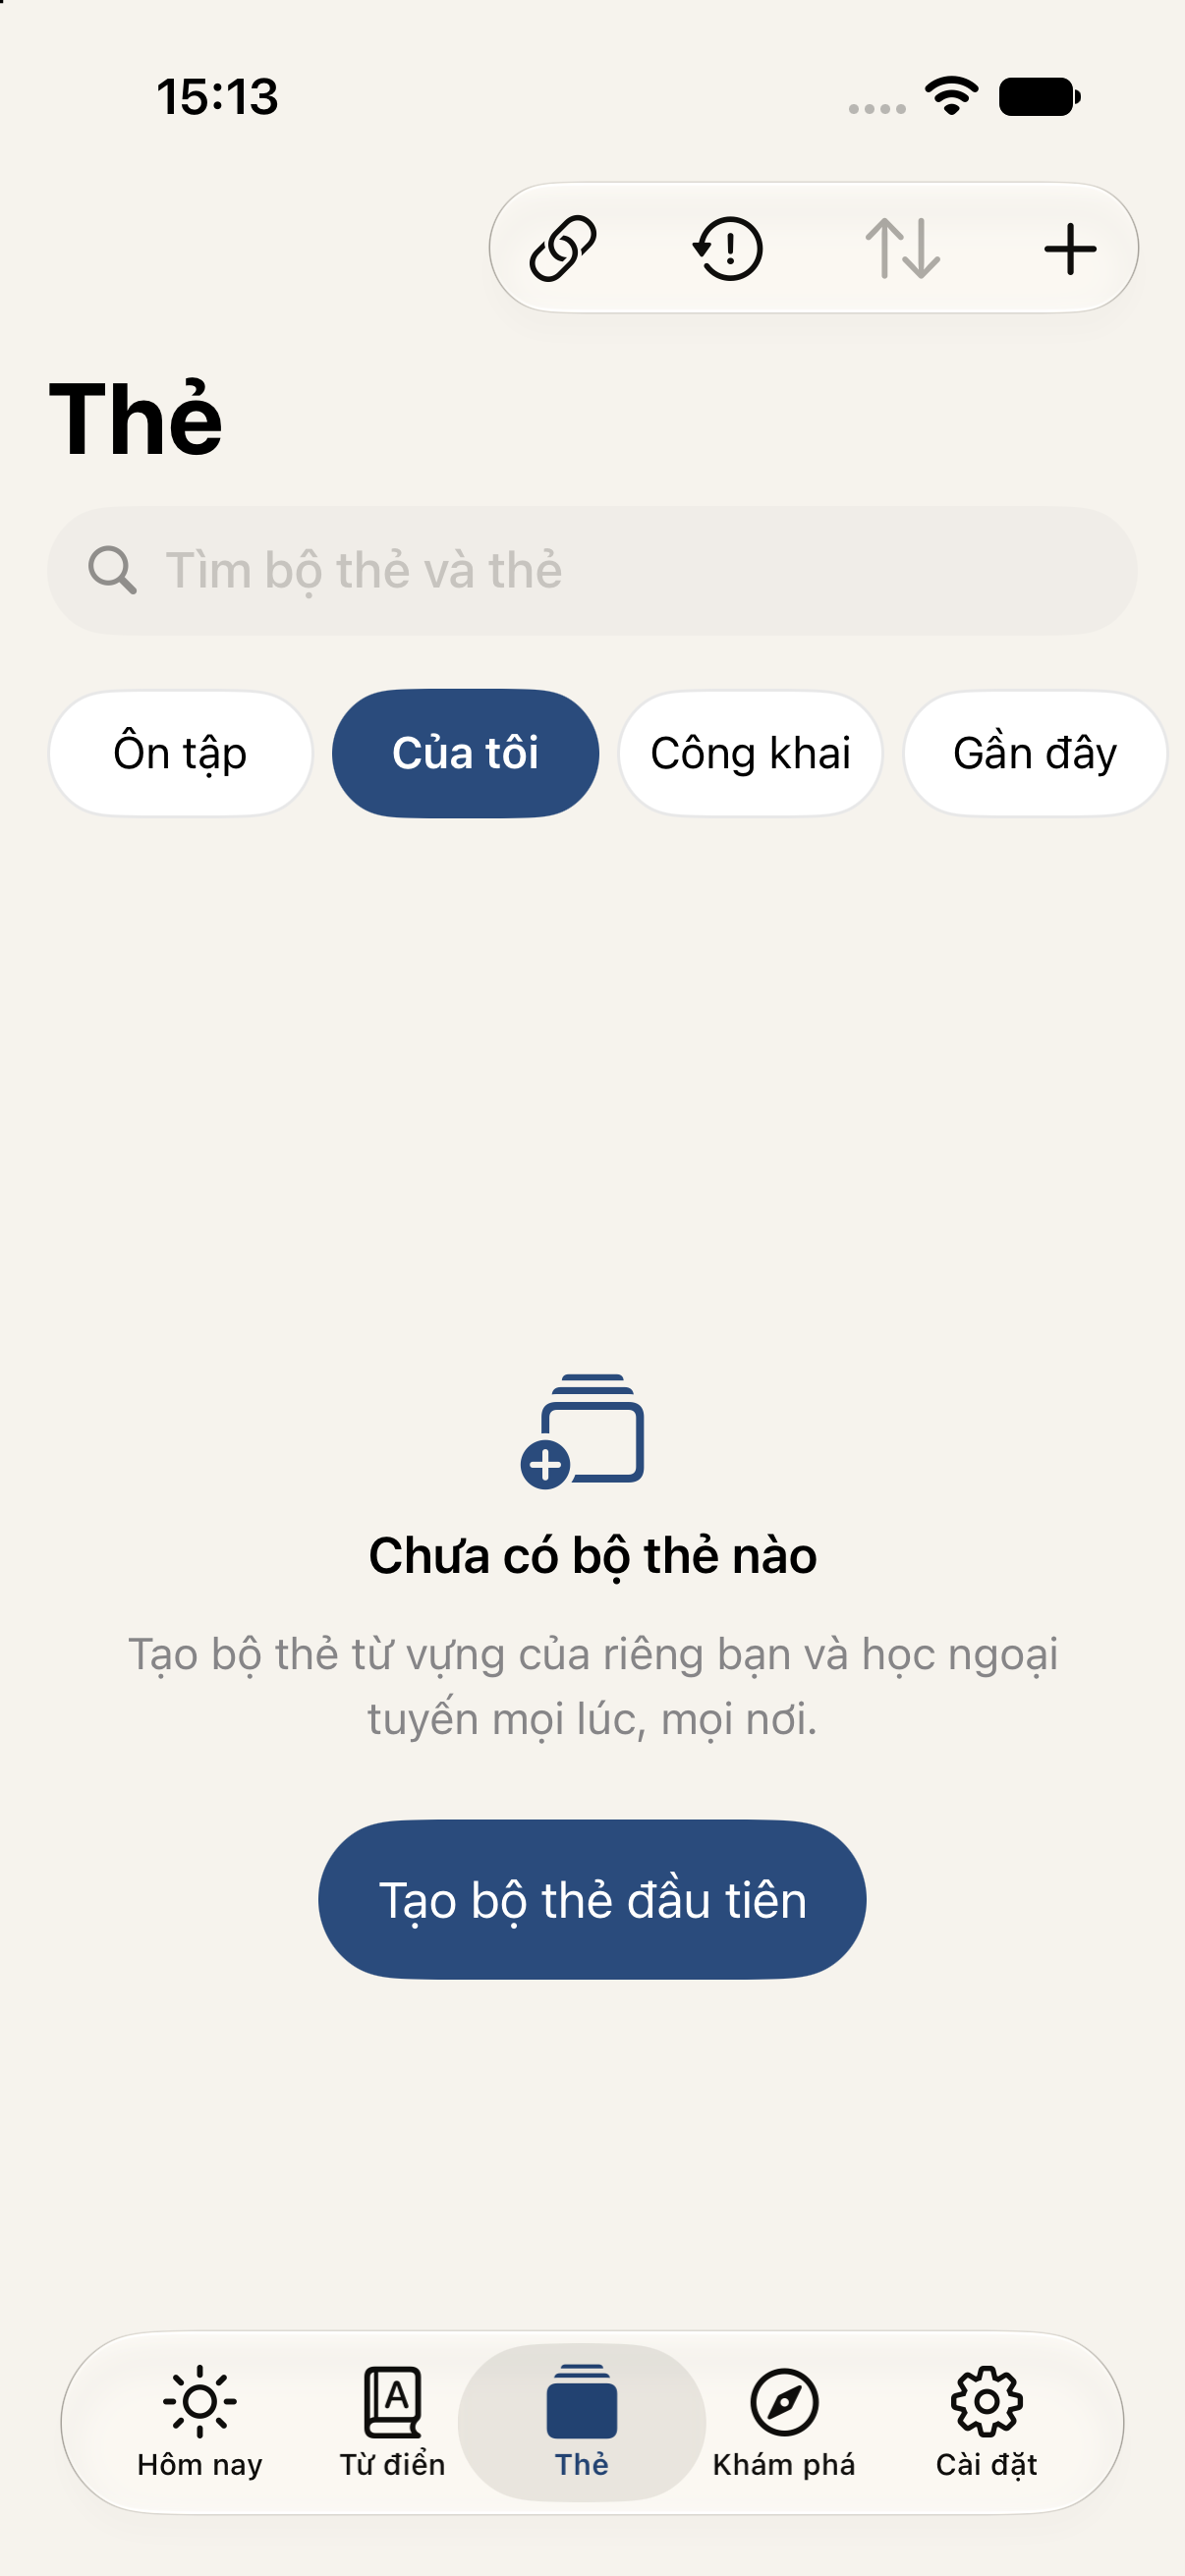 15:13
Thẻ
Tìm bộ thẻ và thẻ
Ôn tập
Của tôi
Công khai
Gần đây
Chưa có bộ thẻ nào
Tạo bộ thẻ từ vựng của riêng bạn và học ngoại
tuyến mọi lúc, mọi nơi.
Tạo bộ thẻ đầu tiên
A
Hôm nay
Từ điển
Thẻ
Khám phá
Cài đặt